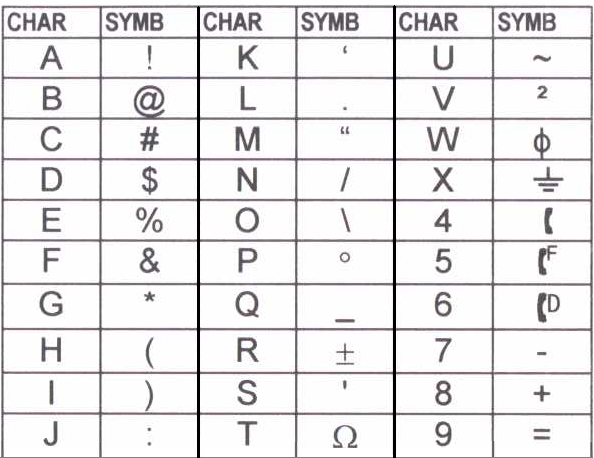 CHAR SYMB CHAR SYMB CHAR SYMB
A ! K ‘ U ~
B @ L . V ²
C # M “ W ϕ
D $ N / X ⏚
E % O \ 4
F & P ° 5 F
G * Q _ 6 D
H ( R ± 7 -
I ) S ' 8 +
J : T Ω 9 =